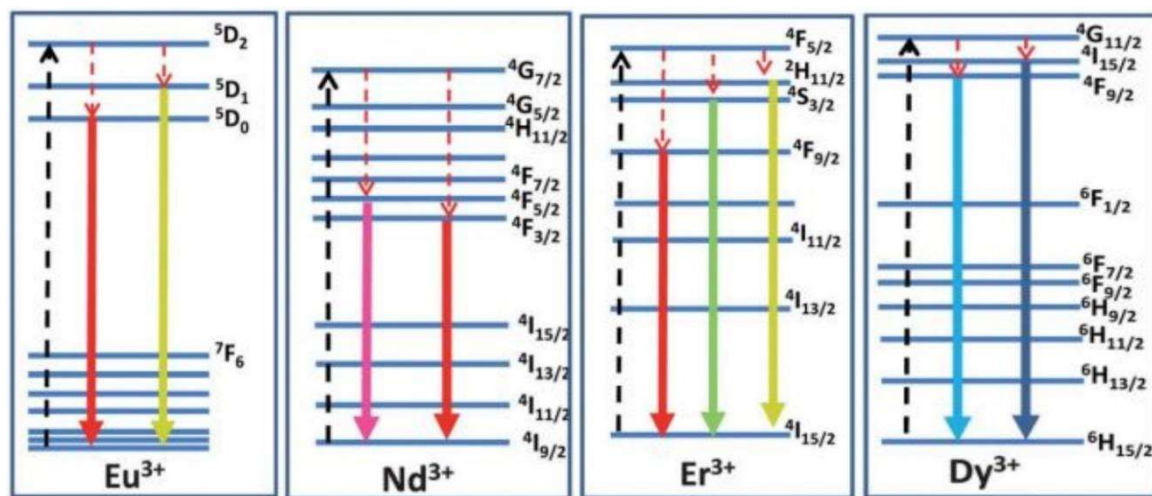 ⁵D₂
⁵D₁
⁵D₀
⁷F₆
Eu³⁺
⁴G₇/₂
⁴G₅/₂
⁴H₁₁/₂
⁴F₇/₂
⁴F₅/₂
⁴F₃/₂
⁴I₁₅/₂
⁴I₁₃/₂
⁴I₁₁/₂
⁴I₉/₂
Nd³⁺
⁴F₅/₂
²H₁₁/₂
⁴S₃/₂
⁴F₉/₂
⁴I₁₁/₂
⁴I₁₃/₂
⁴I₁₅/₂
Er³⁺
⁴G₁₁/₂
⁴I₁₅/₂
⁴F₉/₂
⁶F₁/₂
⁶F₇/₂
⁶F₉/₂
⁶H₉/₂
⁶H₁₁/₂
⁶H₁₃/₂
⁶H₁₅/₂
Dy³⁺